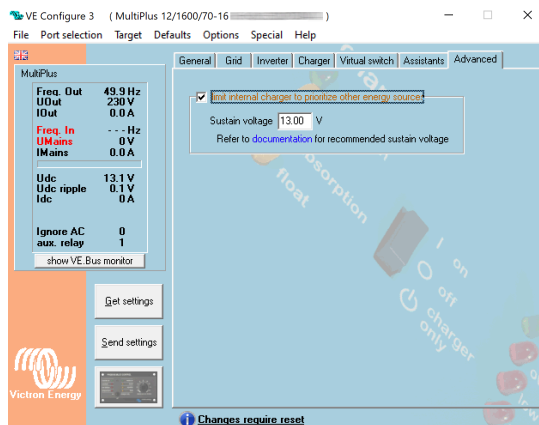 VE Configure 3 ( MultiPlus 12/1600/70-16 )
File Port selection Target Defaults Options Special Help
MultiPlus
General Grid Inverter Charger Virtual switch Assistants Advanced
Freq. Out 49.9 Hz
UOut 230 V
IOut 0.0 A
Freq. In - - - Hz
UMains 0 V
IMains 0.0 A
Udc 13.1 V
Udc ripple 0.1 V
Idc 0 A
Ignore AC 0
aux. relay 1
show VE.Bus monitor
Get settings
Send settings
Victron Energy
limit internal charger to prioritize other energy source
Sustain voltage 13.00 V
Refer to documentation for recommended sustain voltage
absorption
float
on
off
charger
only
Changes require reset